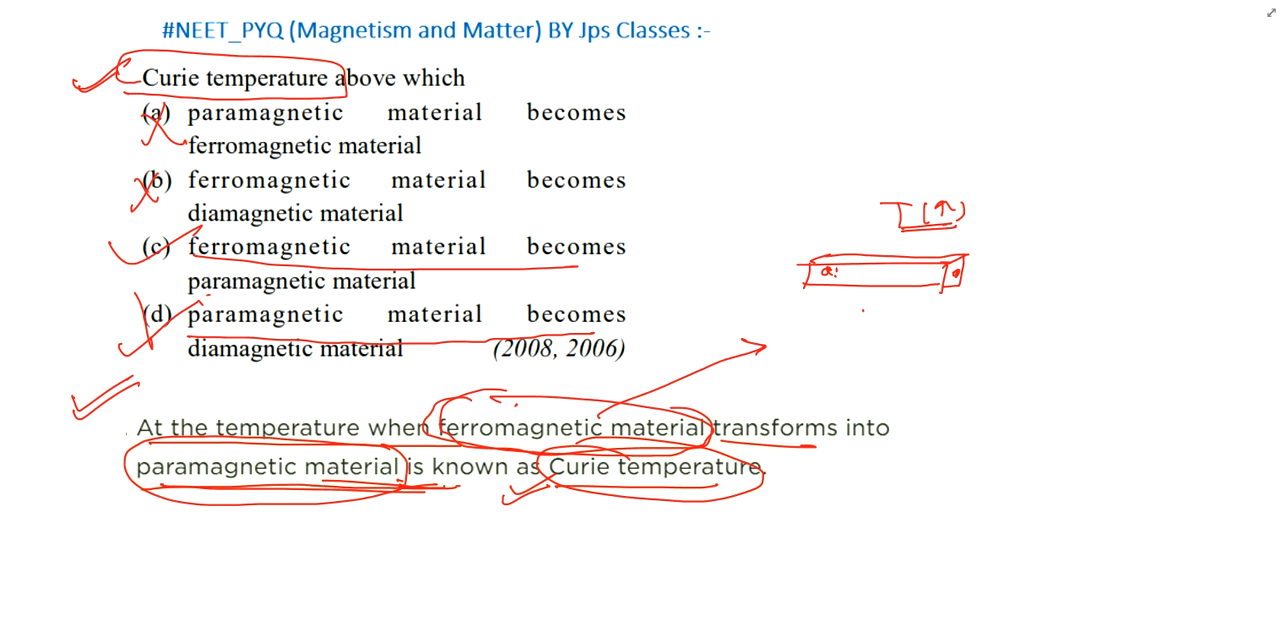 #NEET_PYQ (Magnetism and Matter) BY Jps Classes :-
Curie temperature above which
(a) paramagnetic material becomes
ferromagnetic material
(b) ferromagnetic material becomes
diamagnetic material
T(↑)
(c) ferromagnetic material becomes
paramagnetic material
(d) paramagnetic material becomes
diamagnetic material (2008, 2006)
At the temperature when ferromagnetic material transforms into
paramagnetic material is known as Curie temperature.